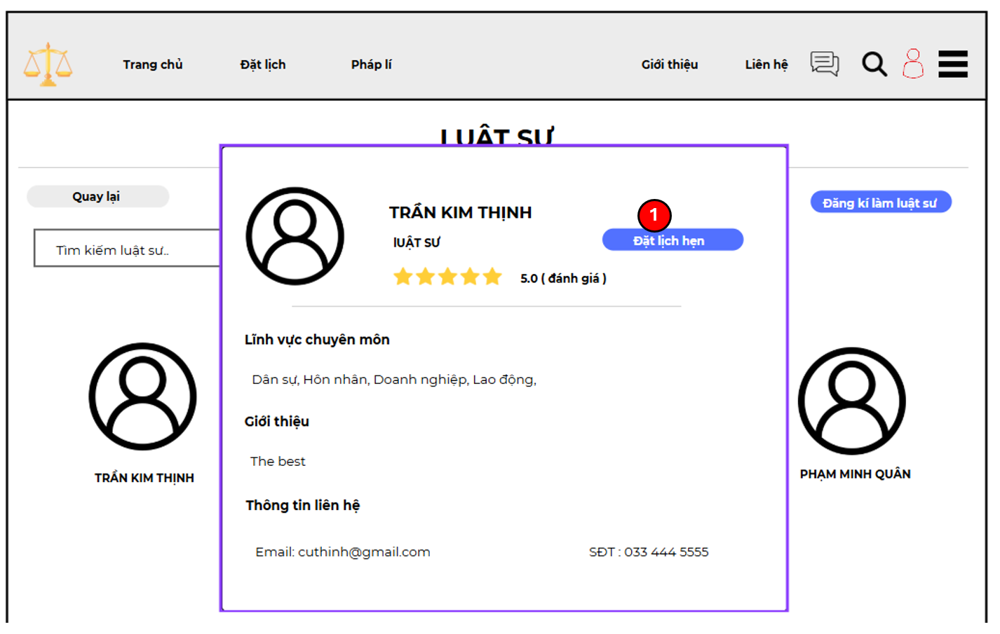 Trang chủ Đặt lịch Pháp lí Giới thiệu Liên hệ
LUẬT SƯ
Quay lại
Đăng kí làm luật sư
Tìm kiếm luật sư..
TRẦN KIM THỊNH
1
lUẬT SƯ
Đặt lịch hẹn
5.0 ( đánh giá )
Lĩnh vực chuyên môn
Dân sự, Hôn nhân, Doanh nghiệp, Lao động,
Giới thiệu
The best
TRẦN KIM THỊNH
PHẠM MINH QUÂN
Thông tin liên hệ
Email: cuthinh@gmail.com SĐT : 033 444 5555